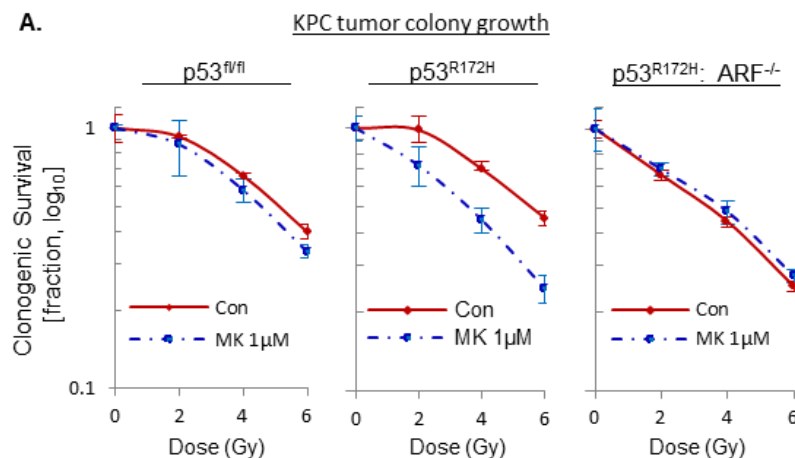 A.
KPC tumor colony growth
p53fl/fl
p53R172H
p53R172H: ARF-/-
Clonogenic Survival
[fraction, log10]
1
0.1
Con
MK 1µM
Con
MK 1µM
Con
MK 1µM
0 2 4 6
0 2 4 6
0 2 4 6
Dose (Gy)
Dose (Gy)
Dose (Gy)